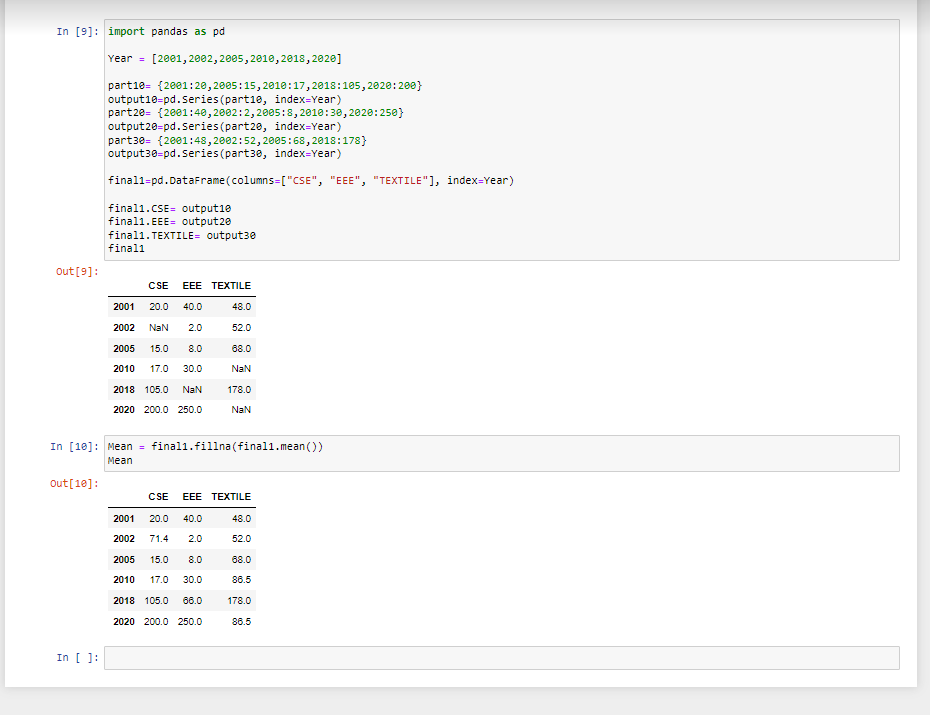 In [9]: import pandas as pd
Year = [2001,2002,2005,2010,2018,2020]
part10= {2001:20,2005:15,2010:17,2018:105,2020:200}
output10=pd.Series(part10, index=Year)
part20= {2001:40,2002:2,2005:8,2010:30,2020:250}
output20=pd.Series(part20, index=Year)
part30= {2001:48,2002:52,2005:68,2018:178}
output30=pd.Series(part30, index=Year)
final1=pd.DataFrame(columns=["CSE", "EEE", "TEXTILE"], index=Year)
final1.CSE= output10
final1.EEE= output20
final1.TEXTILE= output30
final1
Out[9]:
CSE EEE TEXTILE
2001 20.0 40.0 48.0
2002 NaN 2.0 52.0
2005 15.0 8.0 68.0
2010 17.0 30.0 NaN
2018 105.0 NaN 178.0
2020 200.0 250.0 NaN
In [10]: Mean = final1.fillna(final1.mean())
Mean
Out[10]:
CSE EEE TEXTILE
2001 20.0 40.0 48.0
2002 71.4 2.0 52.0
2005 15.0 8.0 68.0
2010 17.0 30.0 86.5
2018 105.0 66.0 178.0
2020 200.0 250.0 86.5
In [ ]: